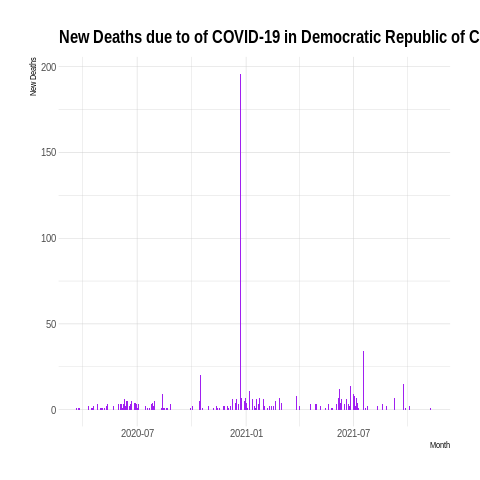 New Deaths due to of COVID-19 in Democratic Republic of C
New Deaths
200
150
100
50
0
2020-07 2021-01 2021-07
Month